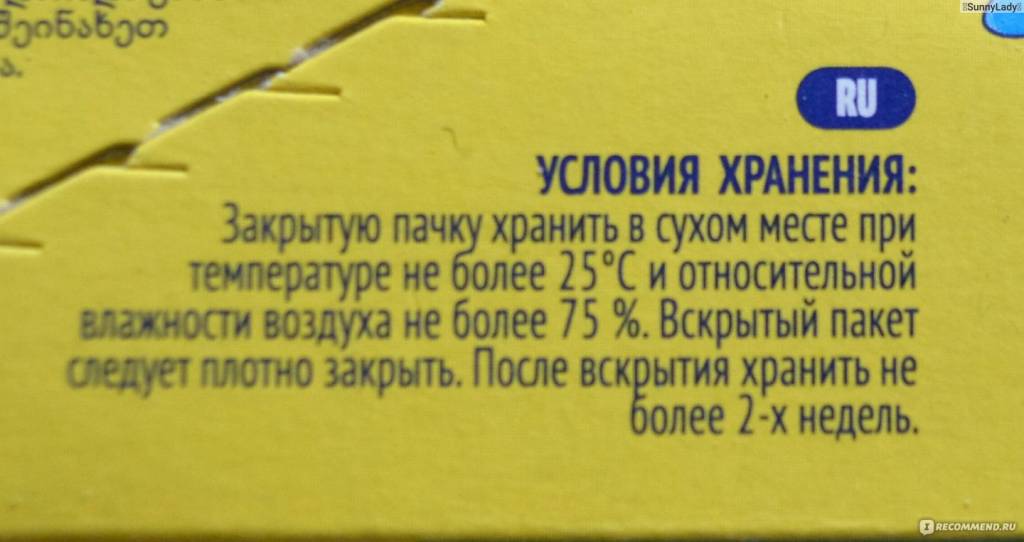 SunnyLady
შეინახეთ
ა.
RU
УСЛОВИЯ ХРАНЕНИЯ:
Закрытую пачку хранить в сухом месте при
температуре не более 25°С и относительной
влажности воздуха не более 75 %. Вскрытый пакет
следует плотно закрыть. После вскрытия хранить не
более 2-х недель.
IRECOMMEND.RU